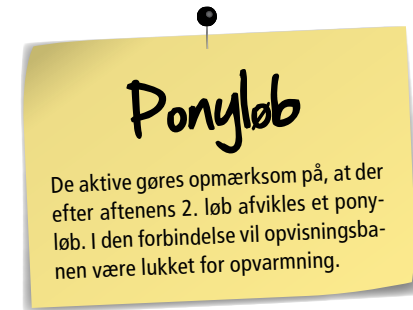 Ponyløb
De aktive gøres opmærksom på, at der
efter aftenens 2. løb afvikles et pony-
løb. I den forbindelse vil opvisningsba-
nen være lukket for opvarmning.